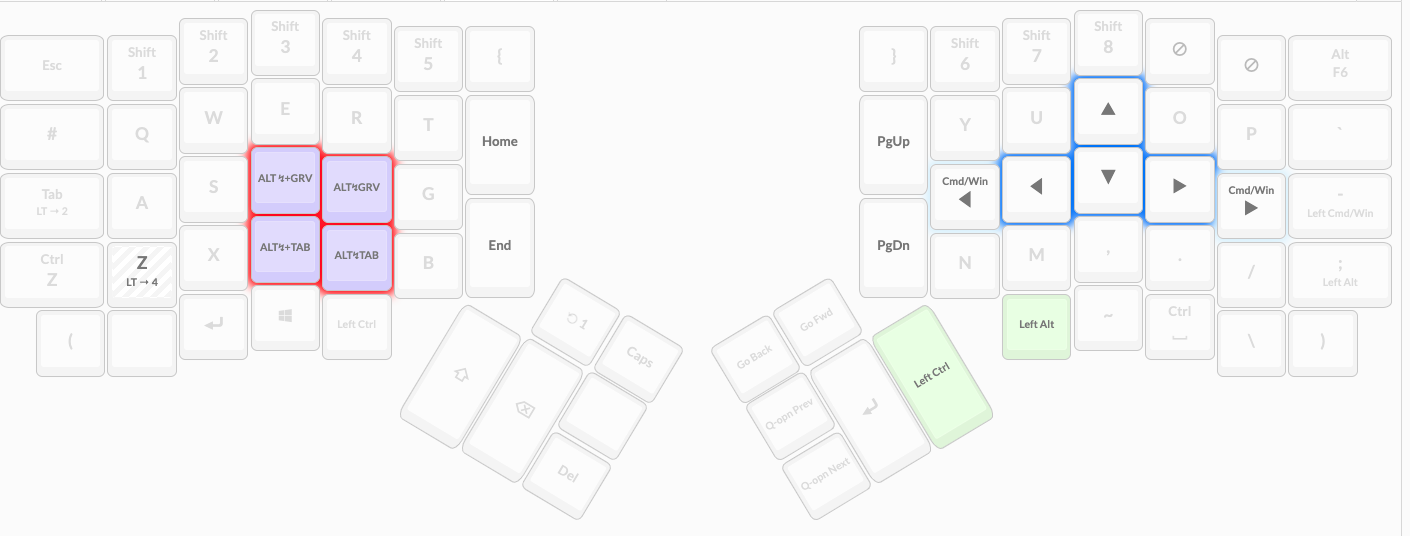 Esc
Shift
1
Shift
2
Shift
3
Shift
4
Shift
5
{
}
Shift
6
Shift
7
Shift
8
Alt
F6
#
Q
W
E
R
T
Home
PgUp
Y
U
▲
O
P
`
Tab
LT → 2
A
S
ALT↯+GRV
ALT↯GRV
G
Cmd/Win
◀
◀
▼
▶
Cmd/Win
▶
-
Left Cmd/Win
Ctrl
Z
Z
LT → 4
X
ALT↯+TAB
ALT↯TAB
B
End
PgDn
N
M
,
.
/
;
Left Alt
(
Left Ctrl
Left Alt
~
Ctrl
\
)
1
Caps
Del
Go Back
Go Fwd
Q-opn Prev
Q-opn Next
Left Ctrl